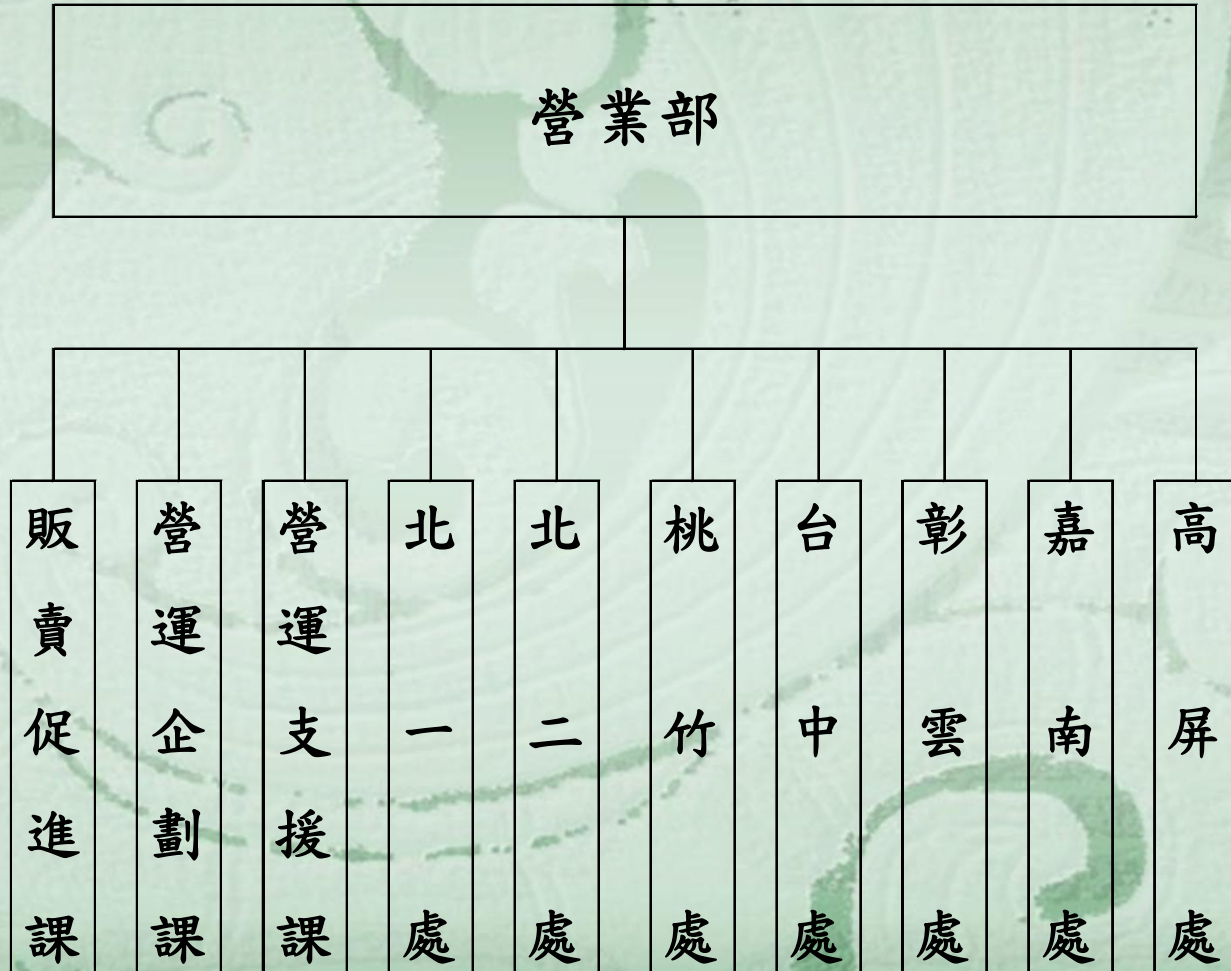 營業部
販賣促進課
營運企劃課
營運支援課
北一處
北二處
桃竹處
台中處
彰雲處
嘉南處
高屏處